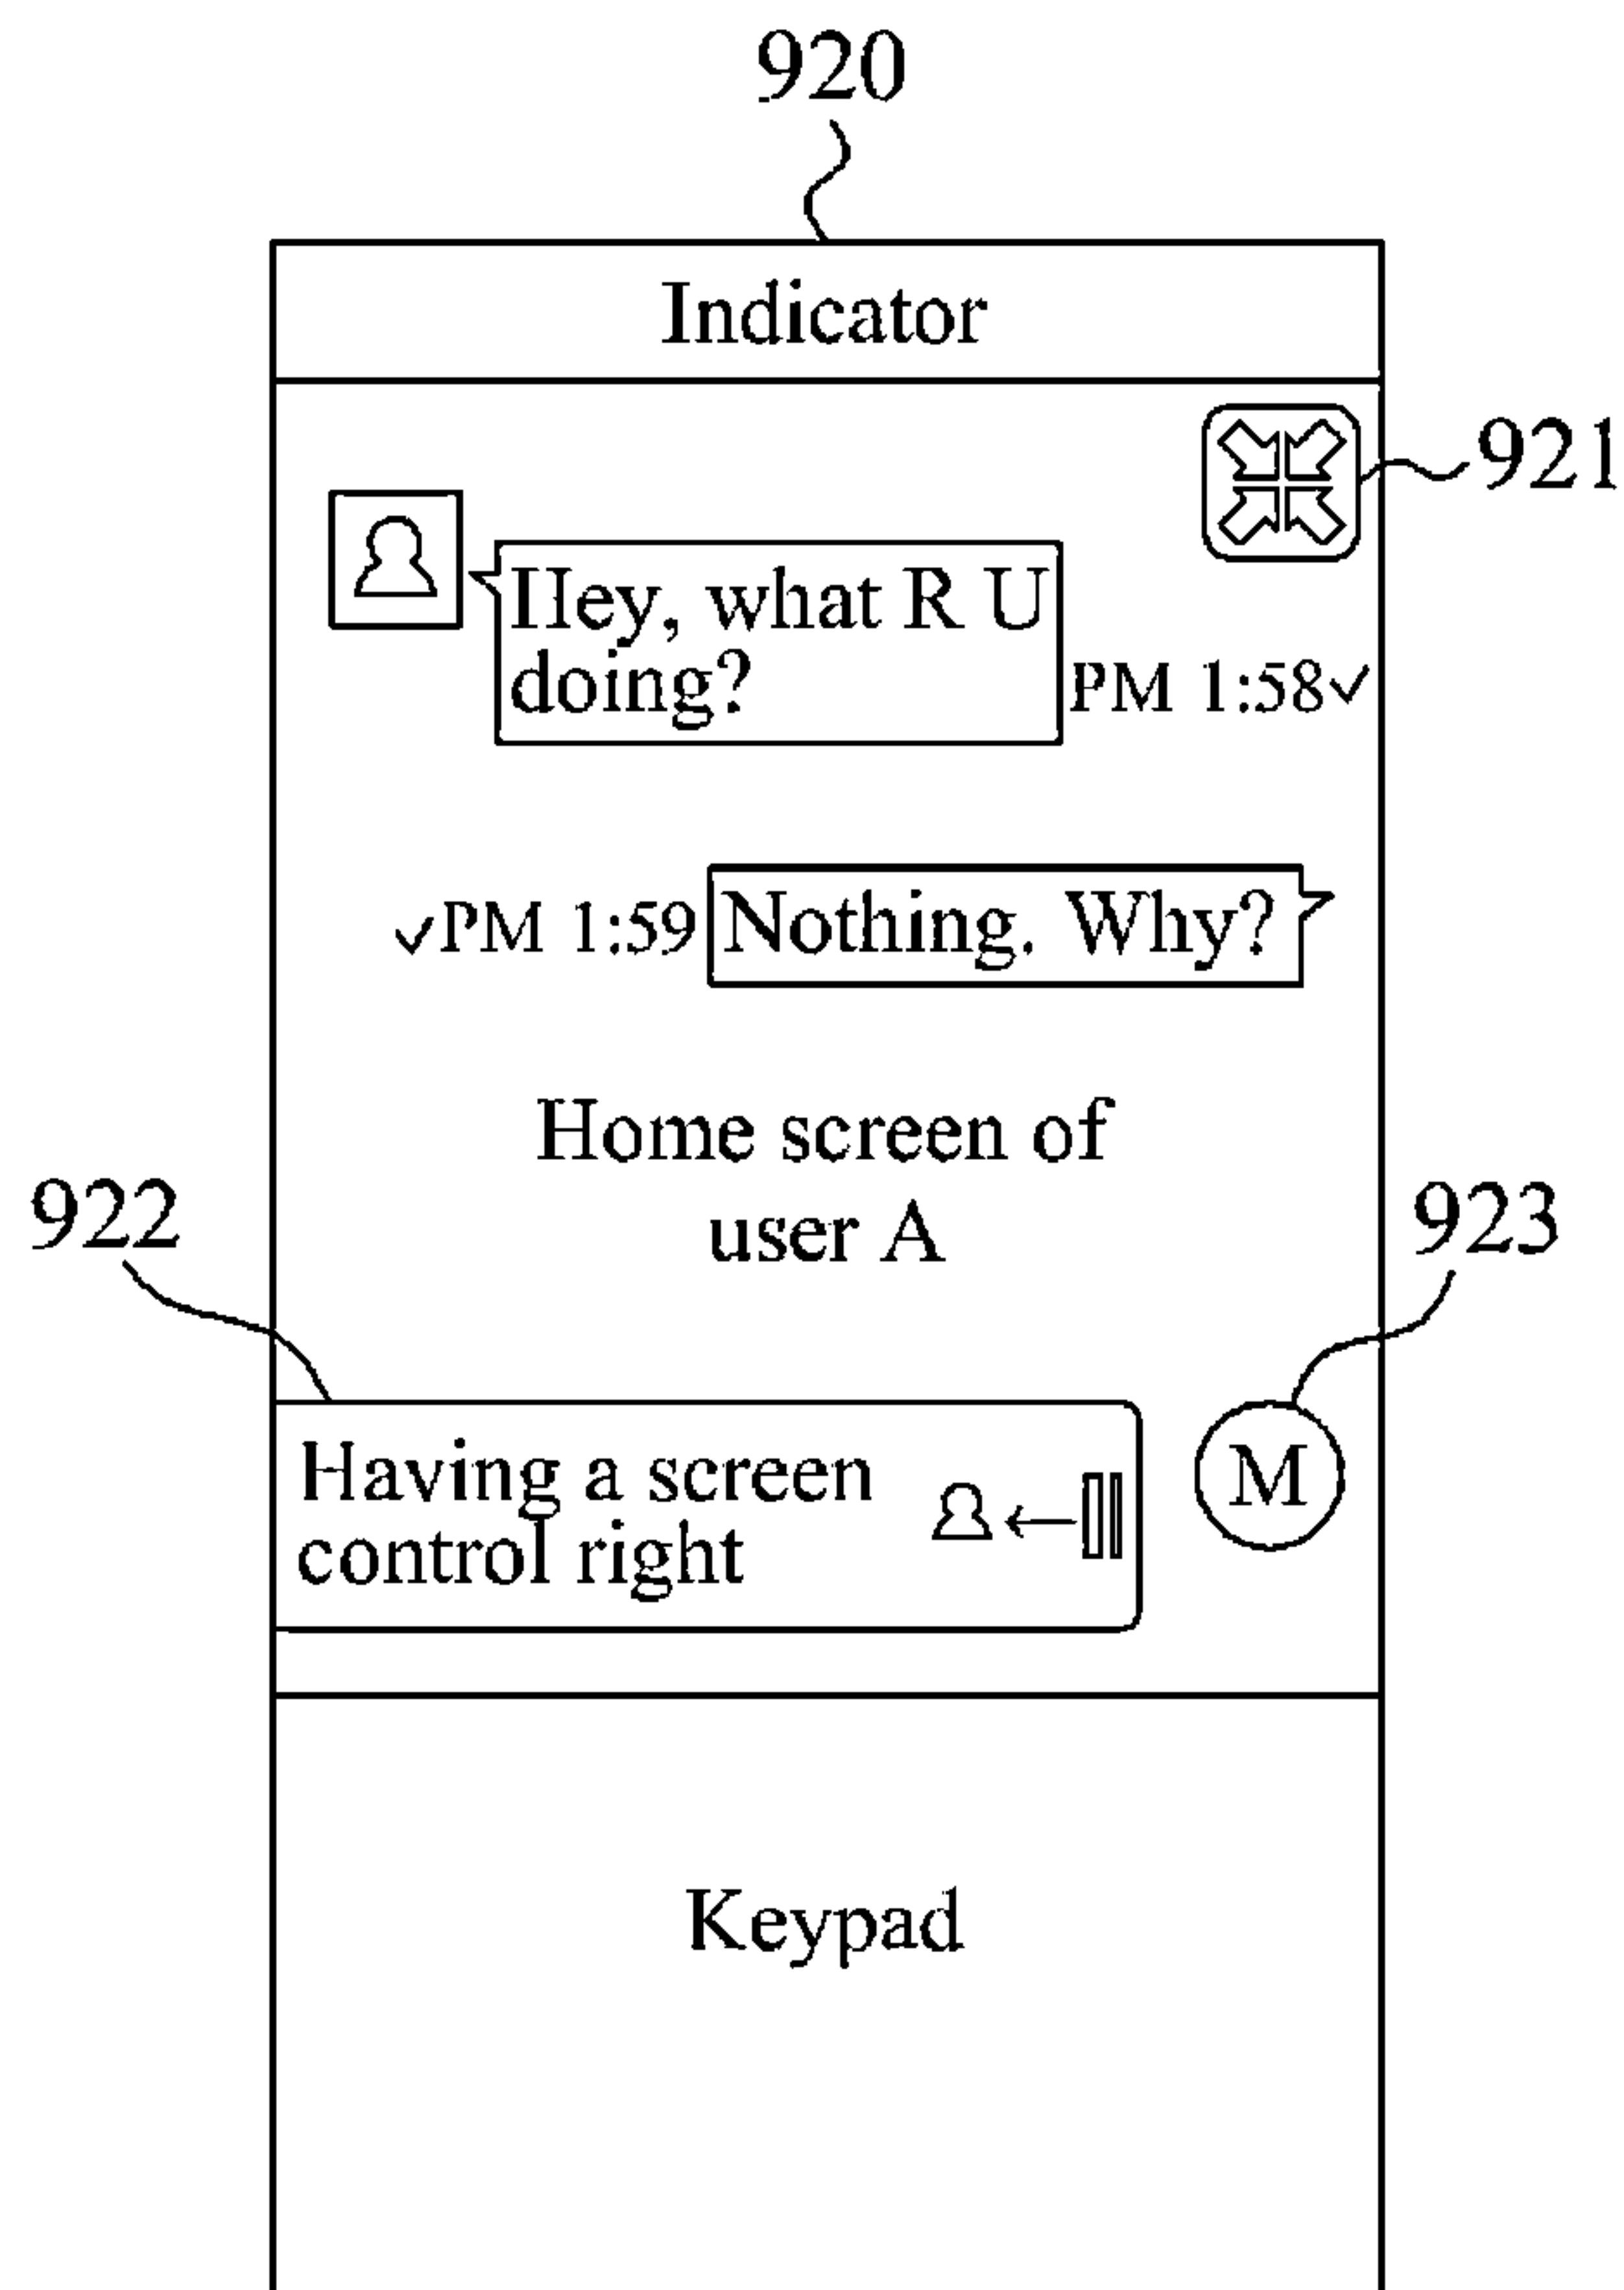 920
Indicator
921
Hey, what R U
doing?
PM 1:58
PM 1:59
Nothing. Why?
Home screen of
user A
922
923
Having a screen
control right
M
Keypad